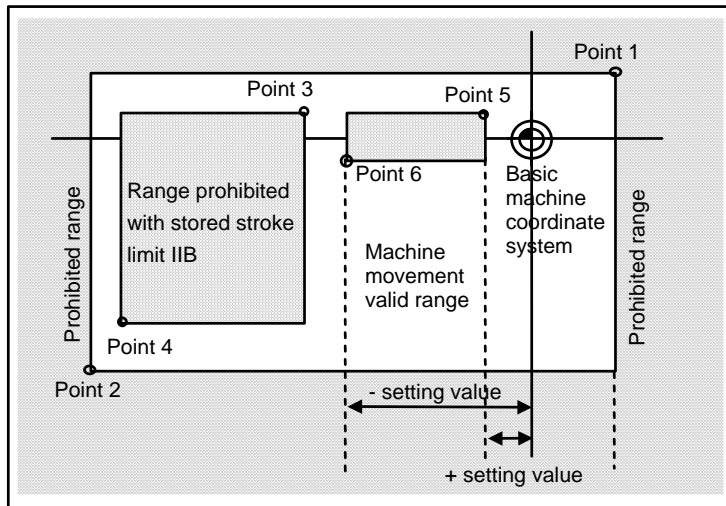 Point 1
Point 3
Point 5
Point 6
Basic
machine
coordinate
system
Range prohibited
with stored stroke
limit IIB
Machine
movement
valid range
Prohibited range
Prohibited range
Point 4
Point 2
- setting value
+ setting value